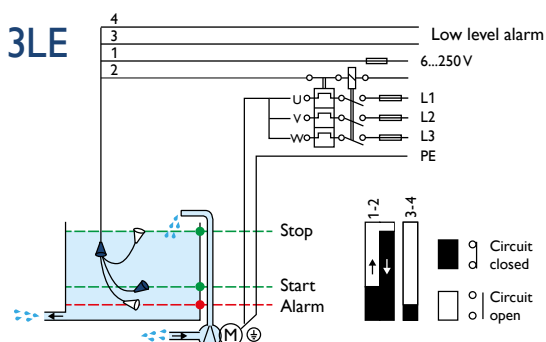 3LE
4
3
Low level alarm
1
6...250 V
2
U
L1
V
L2
W
L3
PE
1-2
3-4
Stop
Start
Alarm
Circuit
closed
Circuit
open
M